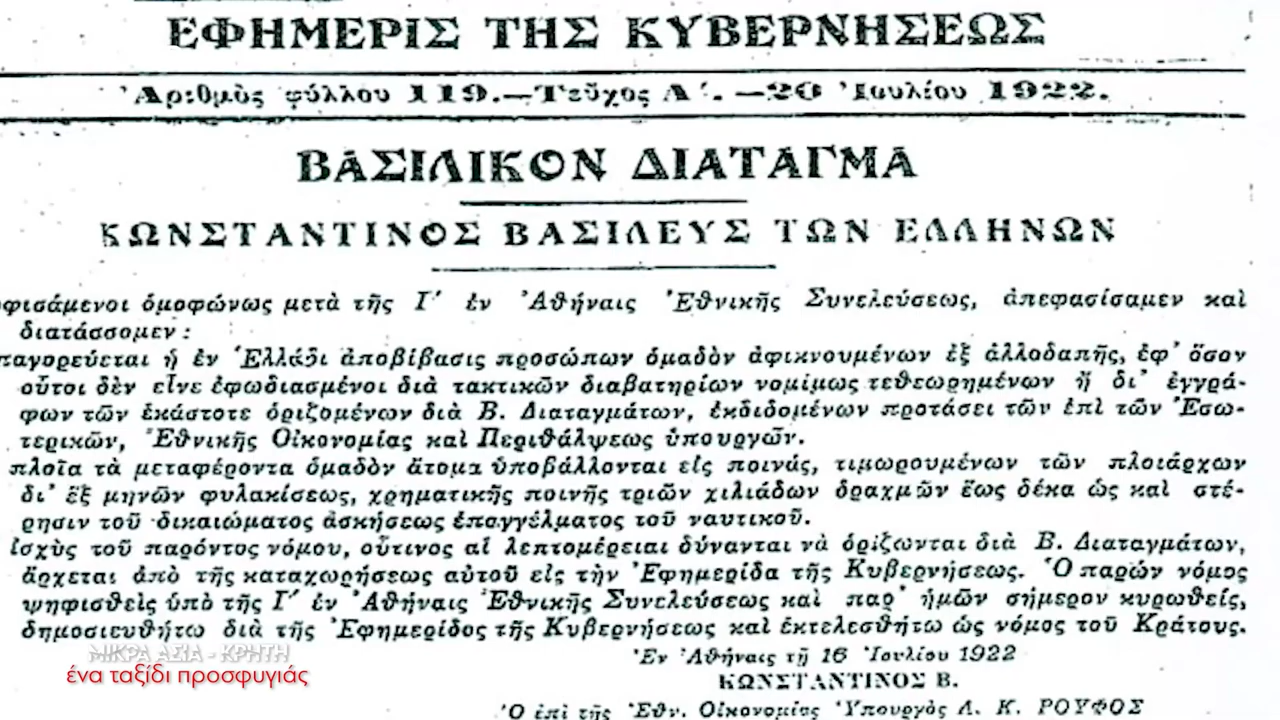 ΕΦΗΜΕΡΙΣ ΤΗΣ ΚΥΒΕΡΝΗΣΕΩΣ
Ἀριθμὸς φύλλου 119.—Τεῦχος Α΄.—20 Ἰουλίου 1922.
ΒΑΣΙΛΙΚΟΝ ΔΙΑΤΑΓΜΑ
ΚΩΝΣΤΑΝΤΙΝΟΣ ΒΑΣΙΛΕΥΣ ΤΩΝ ΕΛΛΗΝΩΝ
φισάμενοι ὁμοφώνως μετὰ τῆς Γ΄ ἐν Ἀθήναις Ἐθνικῆς Συνελεύσεως, ἀπεφασίσαμεν καὶ
διατάσσομεν:
παγορεύεται ἡ ἐν Ἑλλάδι ἀποβίβασις προσώπων ὁμαδὸν ἀφικνουμένων ἐξ ἀλλοδαπῆς, ἐφ' ὅσον
οὗτοι δὲν εἶνε ἐφωδιασμένοι διὰ τακτικῶν διαβατηρίων νομίμως τεθεωρημένων ἢ δι' ἐγγρά-
φων τῶν ἑκάστοτε ὁριζομένων διὰ Β. Διαταγμάτων, ἐκδιδομένων προτάσει τῶν ἐπὶ τῶν Ἐσω-
τερικῶν, Ἐθνικῆς Οἰκονομίας καὶ Περιθάλψεως ὑπουργῶν.
πλοῖα τὰ μεταφέροντα ὁμαδὸν ἄτομα ὑποβάλλονται εἰς ποινάς, τιμωρουμένων τῶν πλοιάρχων
δι' ἓξ μηνῶν φυλακίσεως, χρηματικῆς ποινῆς τριῶν χιλιάδων δραχμῶν ἕως δέκα ὡς καὶ στέ-
ρησιν τοῦ δικαιώματος ἀσκήσεως ἐπαγγέλματος τοῦ ναυτικοῦ.
ἰσχὺς τοῦ παρόντος νόμου, οὗτινος αἱ λεπτομέρειαι δύνανται νὰ ὁρίζωνται διὰ Β. Διαταγμάτων,
ἄρχεται ἀπὸ τῆς καταχωρήσεως αὐτοῦ εἰς τὴν Ἐφημερίδα τῆς Κυβερνήσεως. Ὁ παρὼν νόμος
ψηφισθεὶς ὑπὸ τῆς Γ΄ ἐν Ἀθήναις Ἐθνικῆς Συνελεύσεως καὶ παρ' ἡμῶν σήμερον κυρωθείς,
δημοσιευθήτω διὰ τῆς Ἐφημερίδος τῆς Κυβερνήσεως καὶ ἐκτελεσθήτω ὡς νόμος τοῦ Κράτους.
Ἐν Ἀθήναις τῇ 16 Ἰουλίου 1922
ΚΩΝΣΤΑΝΤΙΝΟΣ Β.
Ὁ ἐπὶ τῆς Ἐθν. Οἰκονομίας Ὑπουργὸς Λ. Κ. ΡΟΥΦΟΣ
ΜΙΚΡΑ ΑΣΙΑ - ΚΡΗΤΗ
ένα ταξίδι προσφυγιάς